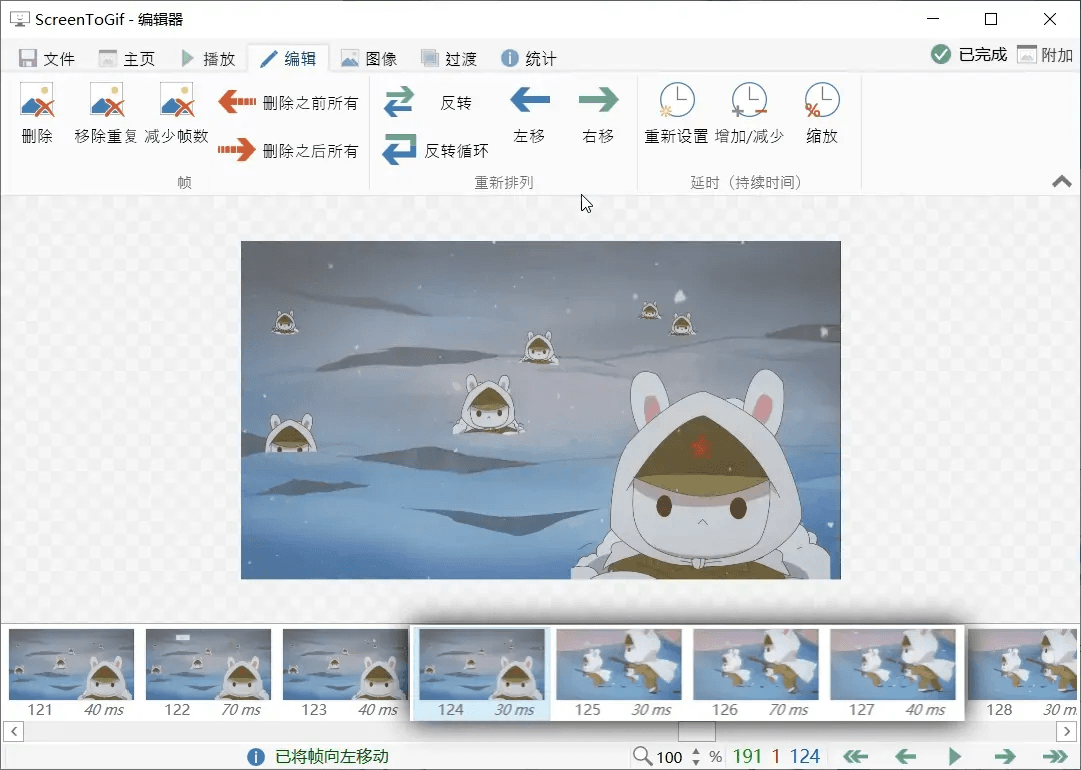 ScreenToGif - 编辑器
文件 主页 播放 编辑 图像 过渡 统计 已完成 附加
删除 移除重复 减少帧数 删除之前所有 删除之后所有
帧
反转 反转循环 左移 右移
重新排列
重新设置 增加/减少 缩放
延时（持续时间）
121 40 ms 122 70 ms 123 40 ms 124 30 ms 125 30 ms 126 70 ms 127 40 ms 128 30 m
已将帧向左移动 100 % 191 1 124